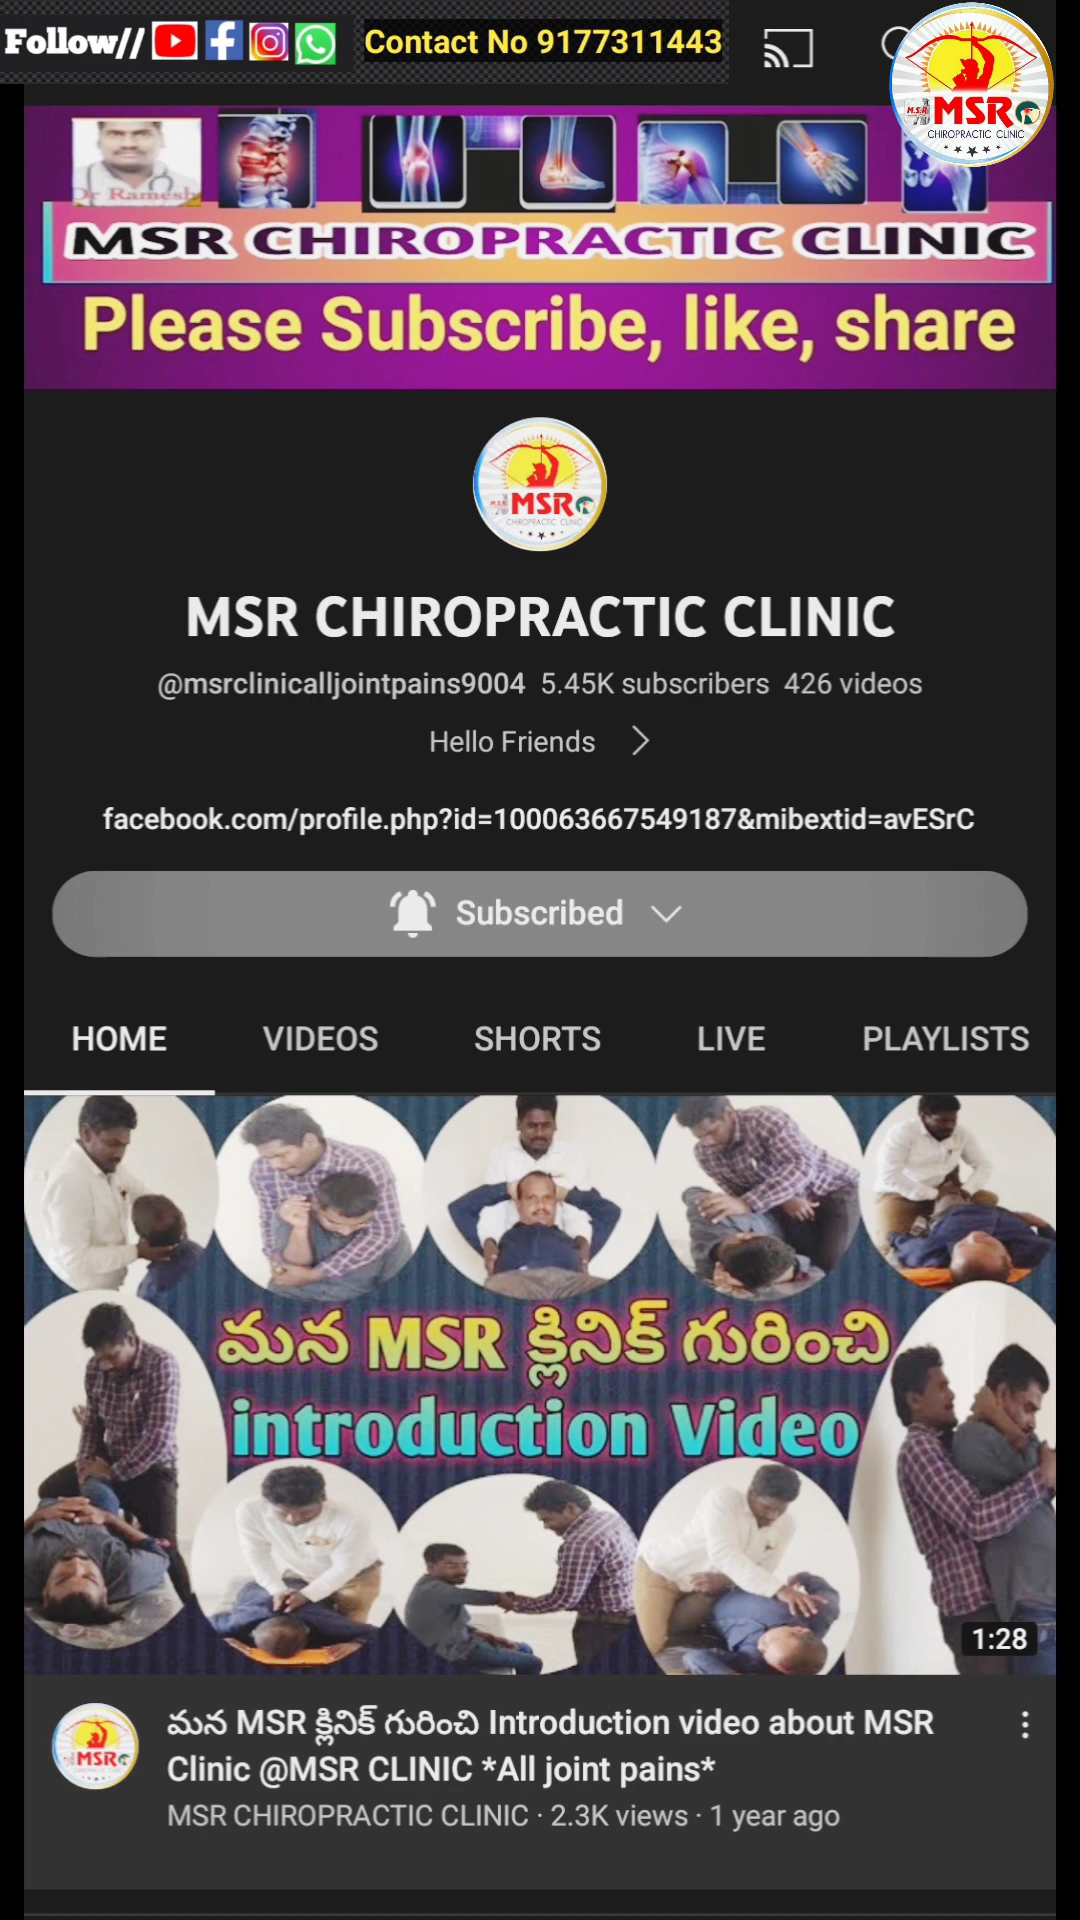 Follow// Contact No 9177311443
MSR
CHIROPRACTIC CLINIC
Dr Ramesh
MSR CHIROPRACTIC CLINIC
Please Subscribe, like, share
MSR
CHIROPRACTIC CLINIC
MSR CHIROPRACTIC CLINIC
@msrclinicalljointpains9004 5.45K subscribers 426 videos
Hello Friends
facebook.com/profile.php?id=100063667549187&mibextid=avESrC
Subscribed
HOME VIDEOS SHORTS LIVE PLAYLISTS
మన MSR క్లినిక్ గురించి
introduction Video
1:28
మన MSR క్లినిక్ గురించి Introduction video about MSR
Clinic @MSR CLINIC *All joint pains*
MSR
MSR CHIROPRACTIC CLINIC · 2.3K views · 1 year ago